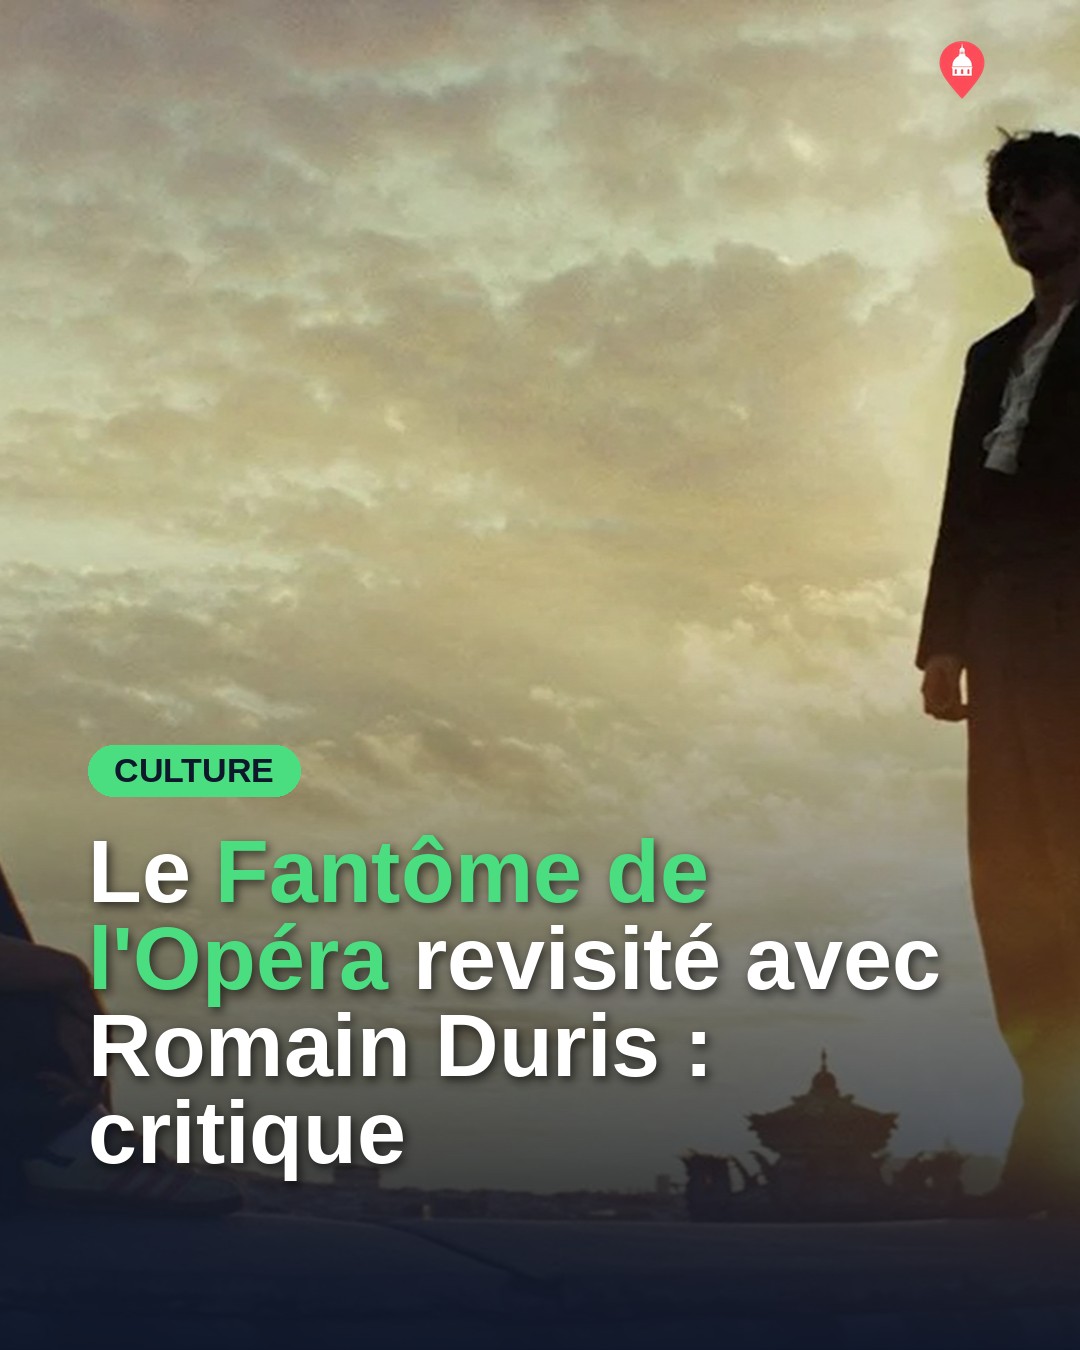 CULTURE
Le Fantôme de
l'Opéra revisité avec
Romain Duris :
critique